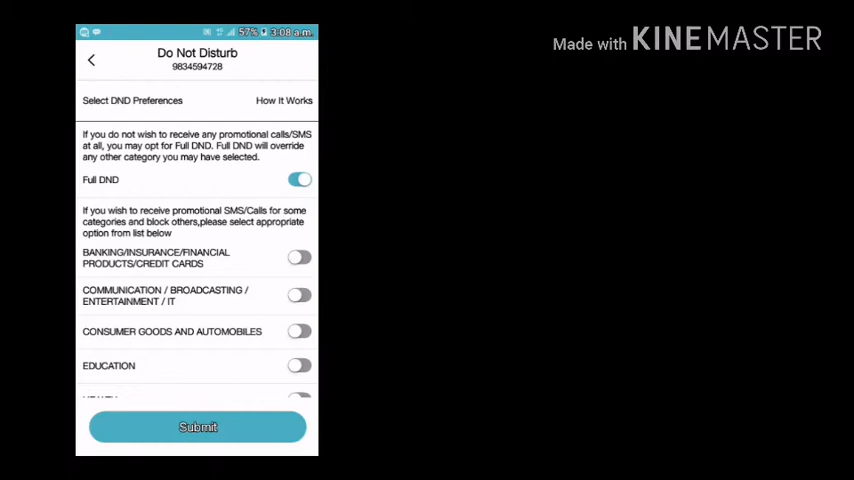 57% 3:08 a.m.
Made with KINEMASTER
Do Not Disturb
9834594728
Select DND Preferences How It Works
If you do not wish to receive any promotional calls/SMS
at all, you may opt for Full DND. Full DND will override
any other category you may have selected.
Full DND
If you wish to receive promotional SMS/Calls for some
categories and block others,please select appropriate
option from list below
BANKING/INSURANCE/FINANCIAL
PRODUCTS/CREDIT CARDS
COMMUNICATION / BROADCASTING /
ENTERTAINMENT / IT
CONSUMER GOODS AND AUTOMOBILES
EDUCATION
Submit